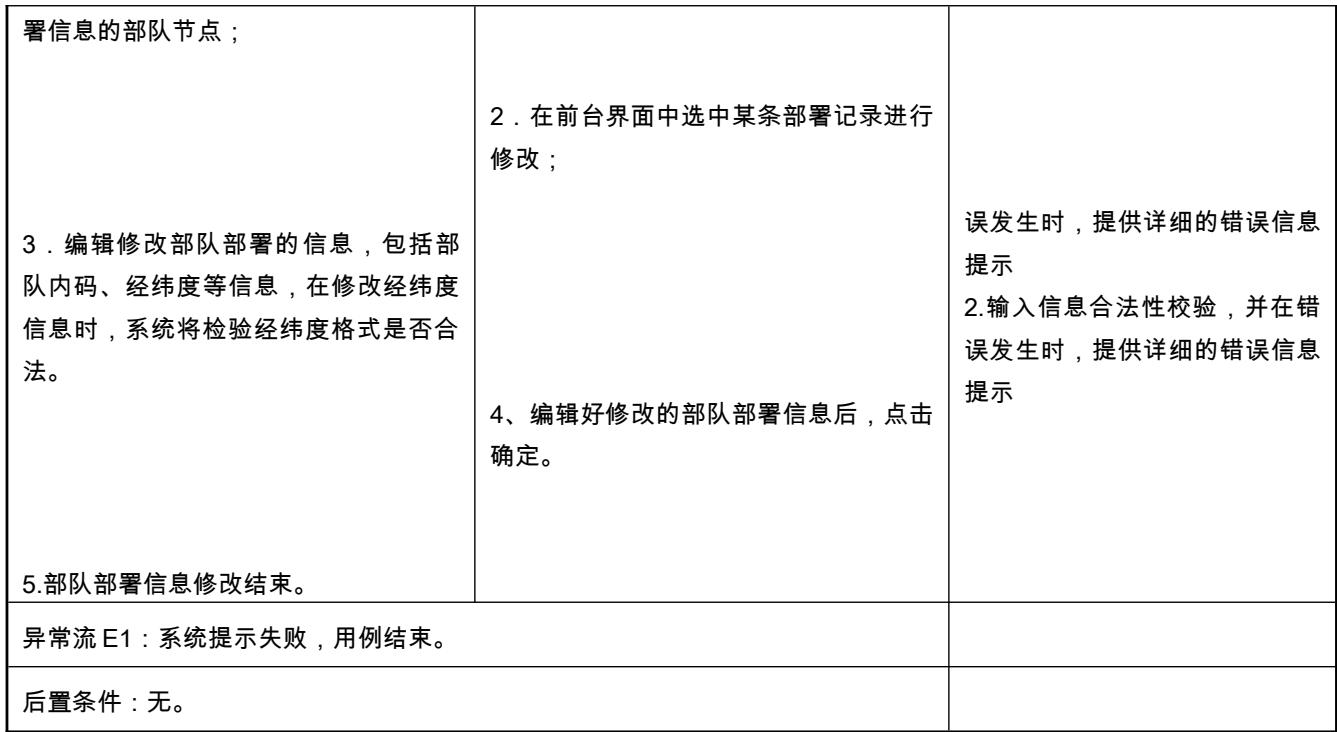 署信息的部队节点；
3．编辑修改部队部署的信息，包括部
队内码、经纬度等信息，在修改经纬度
信息时，系统将检验经纬度格式是否合
法。
5.部队部署信息修改结束。
2．在前台界面中选中某条部署记录进行
修改；
4、编辑好修改的部队部署信息后，点击
确定。
误发生时，提供详细的错误信息
提示
2.输入信息合法性校验，并在错
误发生时，提供详细的错误信息
提示
异常流 E1：系统提示失败，用例结束。
后置条件：无。